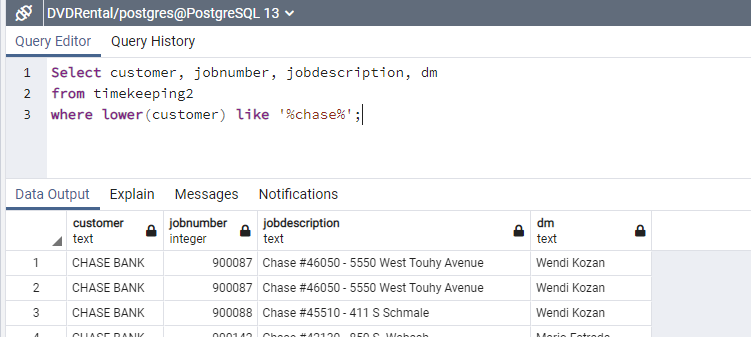 DVDRental/postgres@PostgreSQL 13
Query Editor Query History
1 Select customer, jobnumber, jobdescription, dm
2 from timekeeping2
3 where lower(customer) like '%chase%';
Data Output Explain Messages Notifications
customer jobnumber jobdescription dm
text integer text text
1 CHASE BANK 900087 Chase #46050 - 5550 West Touhy Avenue Wendi Kozan
2 CHASE BANK 900087 Chase #46050 - 5550 West Touhy Avenue Wendi Kozan
3 CHASE BANK 900088 Chase #45510 - 411 S Schmale Wendi Kozan
4 CHASE BANK 900143 Chase #42120 - 850 S. Wabash Mario Estrada